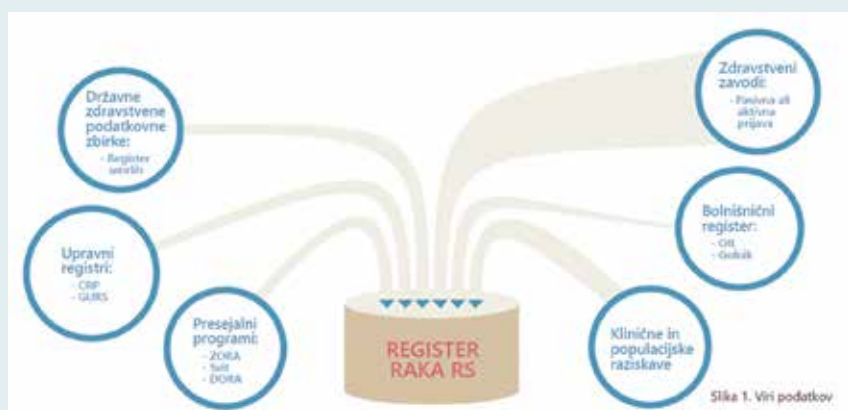 Državne
zdravstvene
podatkovne
zbirke:
- Register
umrlih
Upravni
registri:
- CRP
- GURS
Presejalni
programi:
- ZORA
- Svit
- DORA
REGISTER
RAKA RS
Zdravstveni
zavodi:
- Pasivna ali
aktivna
prijava
Bolnišnični
register:
- OIL
- Golnik
Klinične in
populacijske
raziskave
Slika 1. Viri podatkov